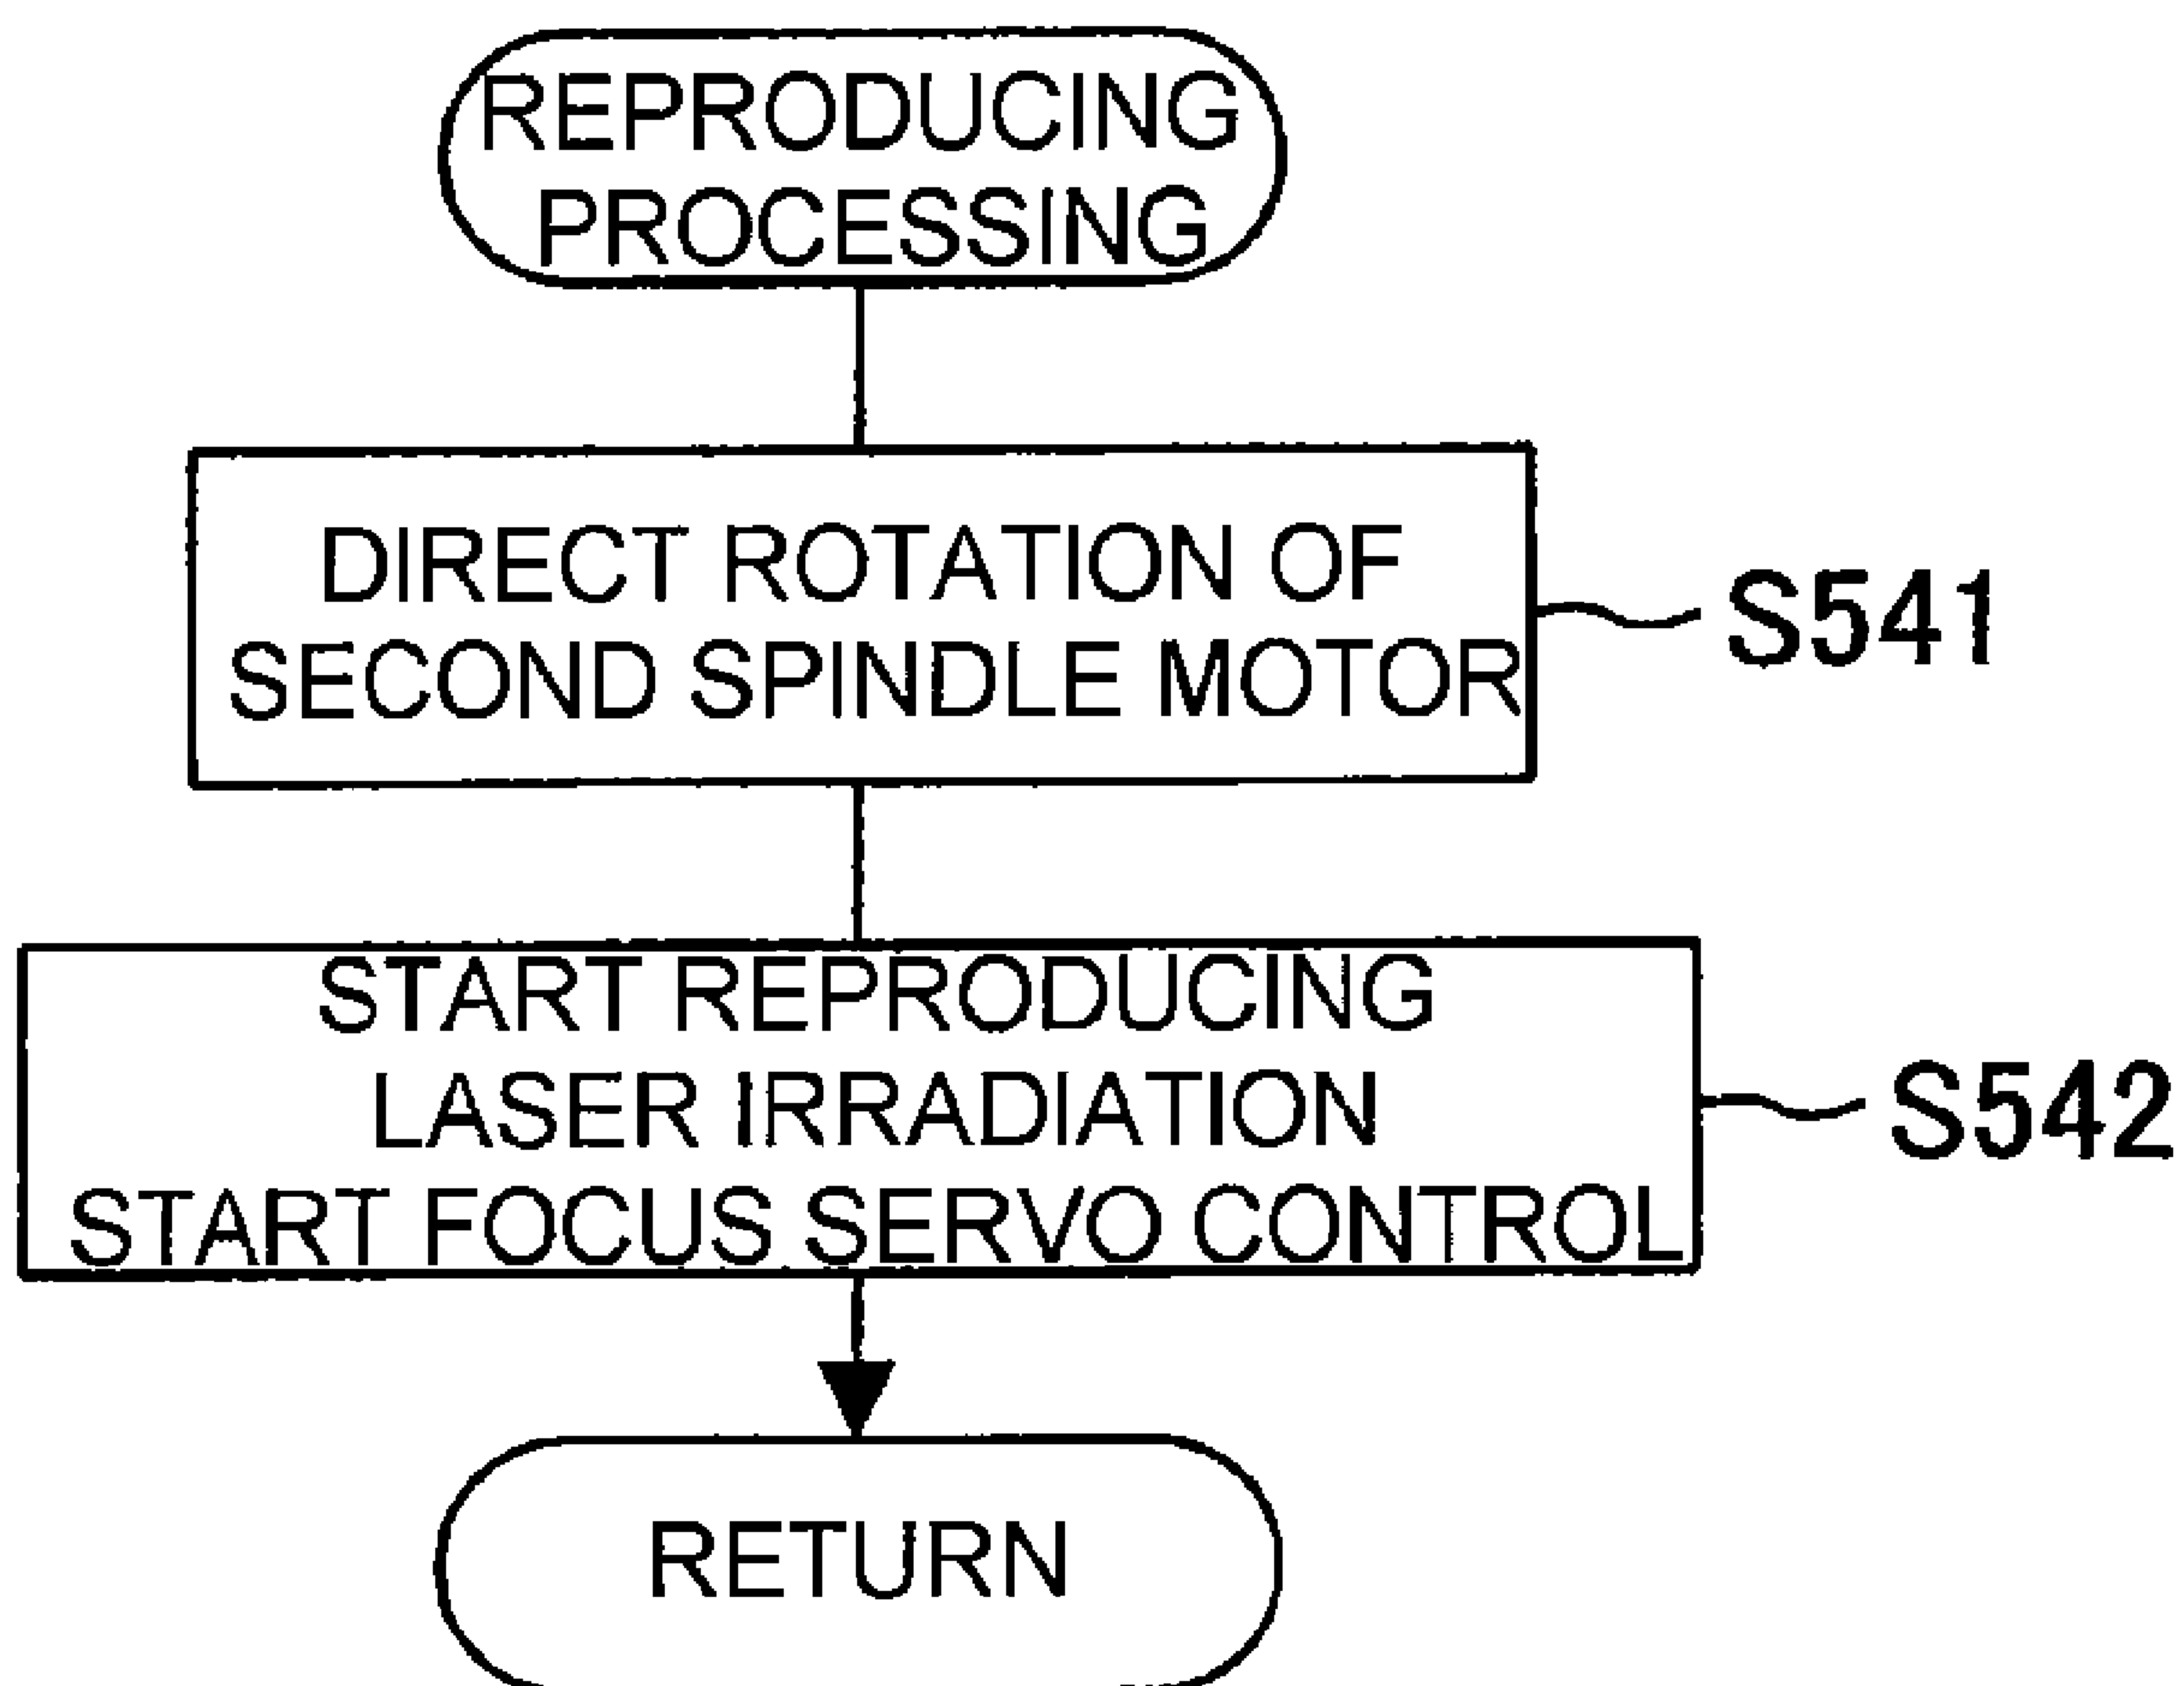 REPRODUCING
PROCESSING
DIRECT ROTATION OF
SECOND SPINDLE MOTOR
S541
START REPRODUCING
LASER IRRADIATION
START FOCUS SERVO CONTROL
S542
RETURN